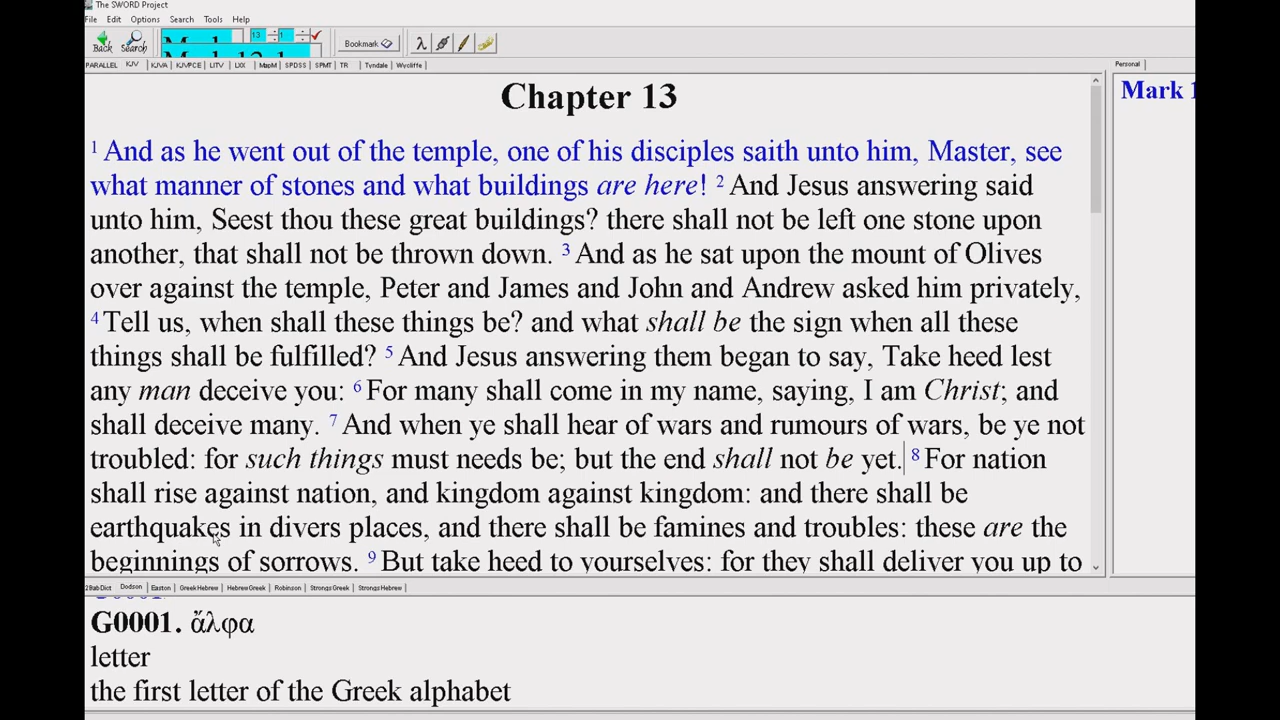 The SWORD Project
File Edit Options Search Tools Help
Back Search 13 1 Bookmark
PARALLEL KJV KJVA KJVPCE LITV LXX MapM SPDSS SPMT TR Tyndale Wycliffe
Personal
Mark 1
Chapter 13
1 And as he went out of the temple, one of his disciples saith unto him, Master, see
what manner of stones and what buildings are here! 2 And Jesus answering said
unto him, Seest thou these great buildings? there shall not be left one stone upon
another, that shall not be thrown down. 3 And as he sat upon the mount of Olives
over against the temple, Peter and James and John and Andrew asked him privately,
4 Tell us, when shall these things be? and what shall be the sign when all these
things shall be fulfilled? 5 And Jesus answering them began to say, Take heed lest
any man deceive you: 6 For many shall come in my name, saying, I am Christ; and
shall deceive many. 7 And when ye shall hear of wars and rumours of wars, be ye not
troubled: for such things must needs be; but the end shall not be yet. 8 For nation
shall rise against nation, and kingdom against kingdom: and there shall be
earthquakes in divers places, and there shall be famines and troubles: these are the
beginnings of sorrows. 9 But take heed to yourselves: for they shall deliver you up to
2BabDict Dodson Easton GreekHebrew HebrewGreek Robinson StrongsGreek StrongsHebrew
G0001. ἄλφα
letter
the first letter of the Greek alphabet